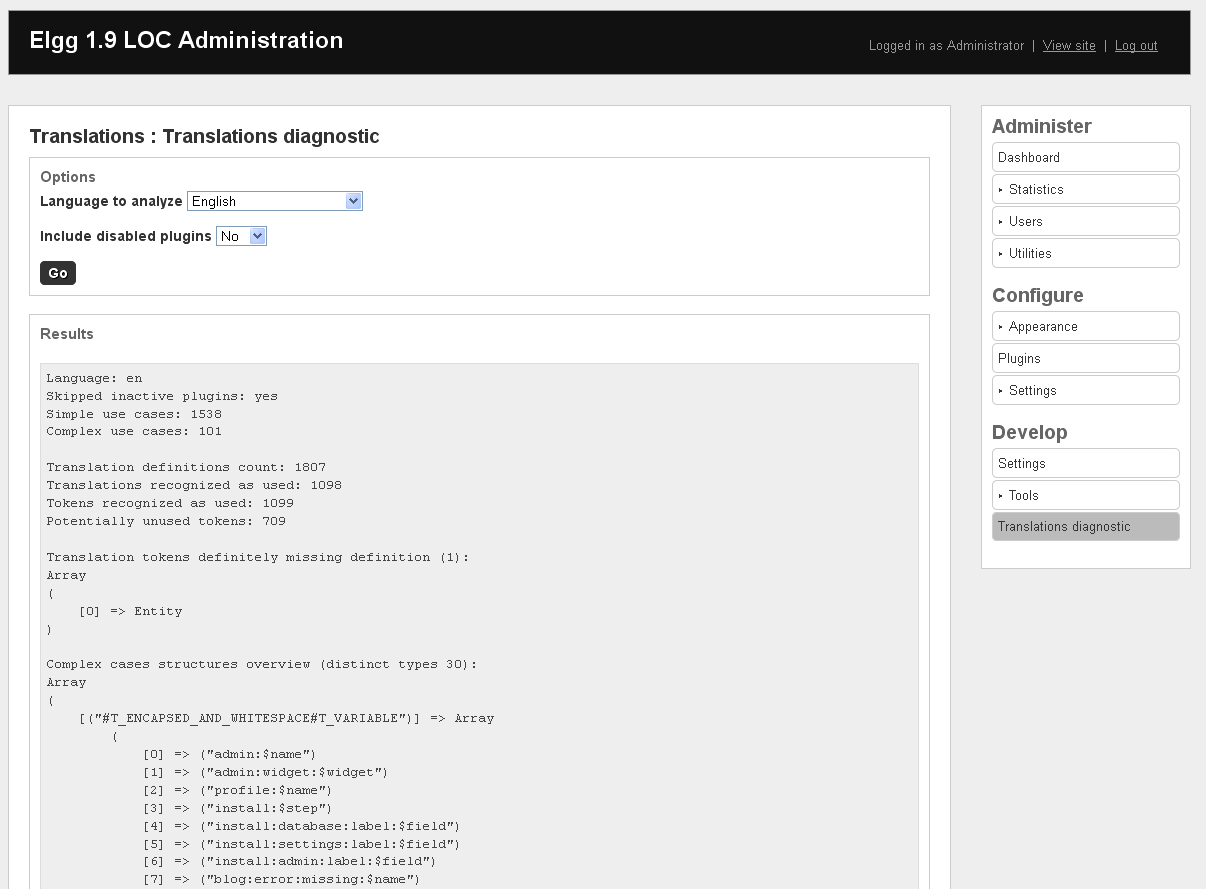 Elgg 1.9 LOC Administration
Logged in as Administrator | View site | Log out
Translations : Translations diagnostic
Options
Language to analyze English
Include disabled plugins No
Go
Results
Language: en
Skipped inactive plugins: yes
Simple use cases: 1538
Complex use cases: 101
Translation definitions count: 1807
Translations recognized as used: 1098
Tokens recognized as used: 1099
Potentially unused tokens: 709
Translation tokens definitely missing definition (1):
Array
(
    [0] => Entity
)
Complex cases structures overview (distinct types 30):
Array
(
    [("#T_ENCAPSED_AND_WHITESPACE#T_VARIABLE")] => Array
        (
            [0] => ("admin:$name")
            [1] => ("admin:widget:$widget")
            [2] => ("profile:$name")
            [3] => ("install:$step")
            [4] => ("install:database:label:$field")
            [5] => ("install:settings:label:$field")
            [6] => ("install:admin:label:$field")
            [7] => ("blog:error:missing:$name")
Administer
Dashboard
Statistics
Users
Utilities
Configure
Appearance
Plugins
Settings
Develop
Settings
Tools
Translations diagnostic